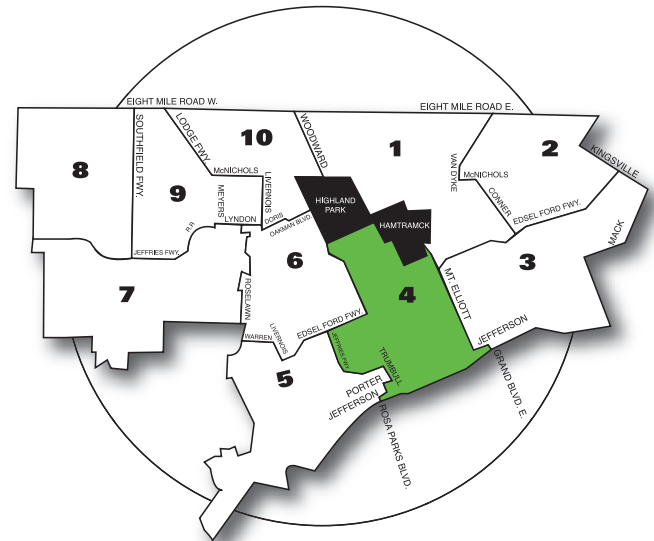 EIGHT MILE ROAD W.
EIGHT MILE ROAD E.
SOUTHFIELD FWY.
LODGE FWY.
10
WOODWARD
1
2
KINGSVILLE
8
9
McNICHOLS
VAN DYKE
McNICHOLS
MEYERS
LIVERNOIS
CONNER
HIGHLAND
PARK
EDSEL FORD FWY.
MACK
LYNDON
DORIS
OAKMAN BLVD.
HAMTRAMCK
R.R
JEFFRIES FWY.
6
3
7
ROSELAWN
4
MT. ELLIOTT
EDSEL FORD FWY
LIVERNOIS
WARREN
JEFFRIES FWY
JEFFERSON
5
TRUMBULL
PORTER
JEFFERSON
GRAND BLVD. E.
ROSA PARKS BLVD.